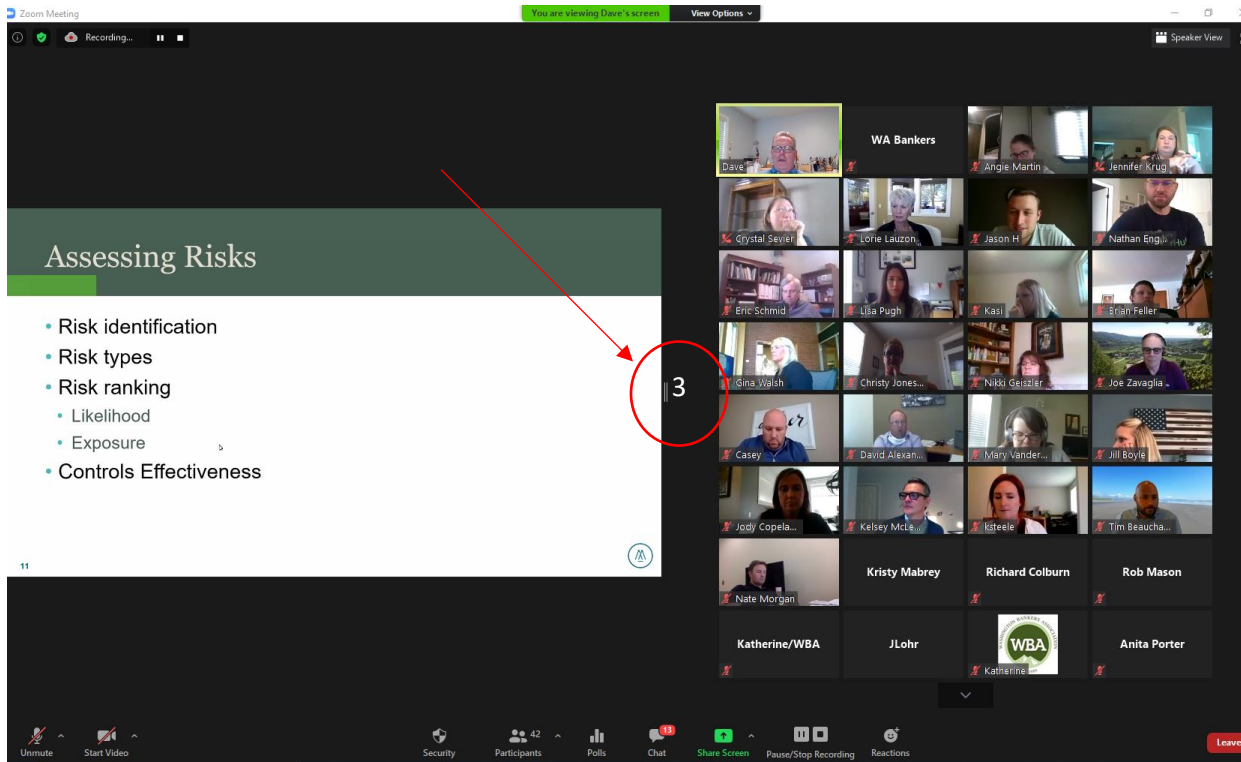 Zoom Meeting
You are viewing Dave's screen View Options
Recording...
Speaker View
Assessing Risks
• Risk identification
• Risk types
• Risk ranking
• Likelihood
• Exposure
• Controls Effectiveness
11
3
Dave
WA Bankers
Angie Martin
Jennifer Krug
Crystal Sevier
Lorie Lauzon...
Jason H
Nathan Eng...
Eric Schmid
Lisa Pugh
Kasi
Brian Feller
Gina Walsh
Christy Jones...
Nikki Geiszler
Joe Zavaglia
Casey
David Alexan...
Mary Vander...
Jill Boyle
Jody Copela...
Kelsey McLe...
ksteele
Tim Beaucha...
Nate Morgan
Kristy Mabrey
Richard Colburn
Rob Mason
Katherine/WBA
JLohr
WBA
Katherine
Anita Porter
Unmute
Start Video
Security
42
Participants
Polls
13
Chat
Share Screen
Pause/Stop Recording
Reactions
Leave